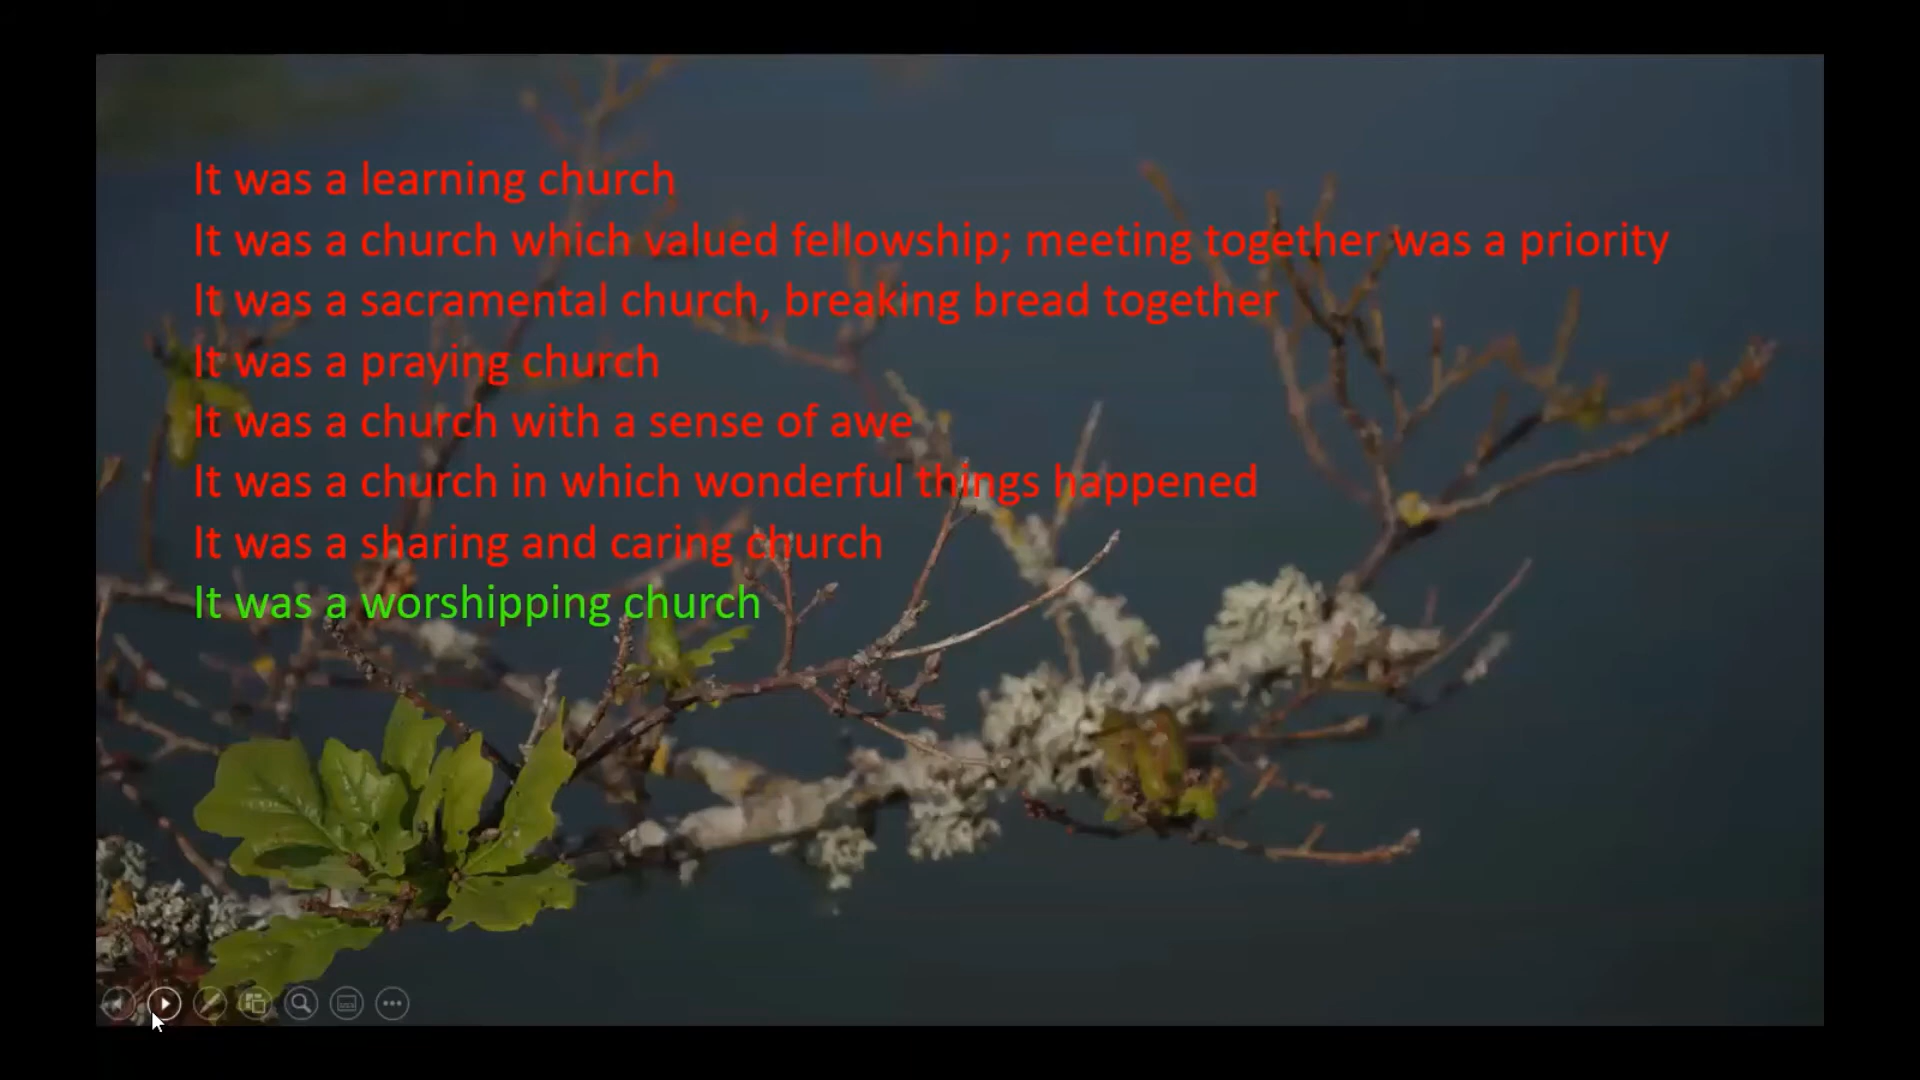 It was a learning church
It was a church which valued fellowship; meeting together was a priority
It was a sacramental church, breaking bread together
It was a praying church
It was a church with a sense of awe
It was a church in which wonderful things happened
It was a sharing and caring church
It was a worshipping church